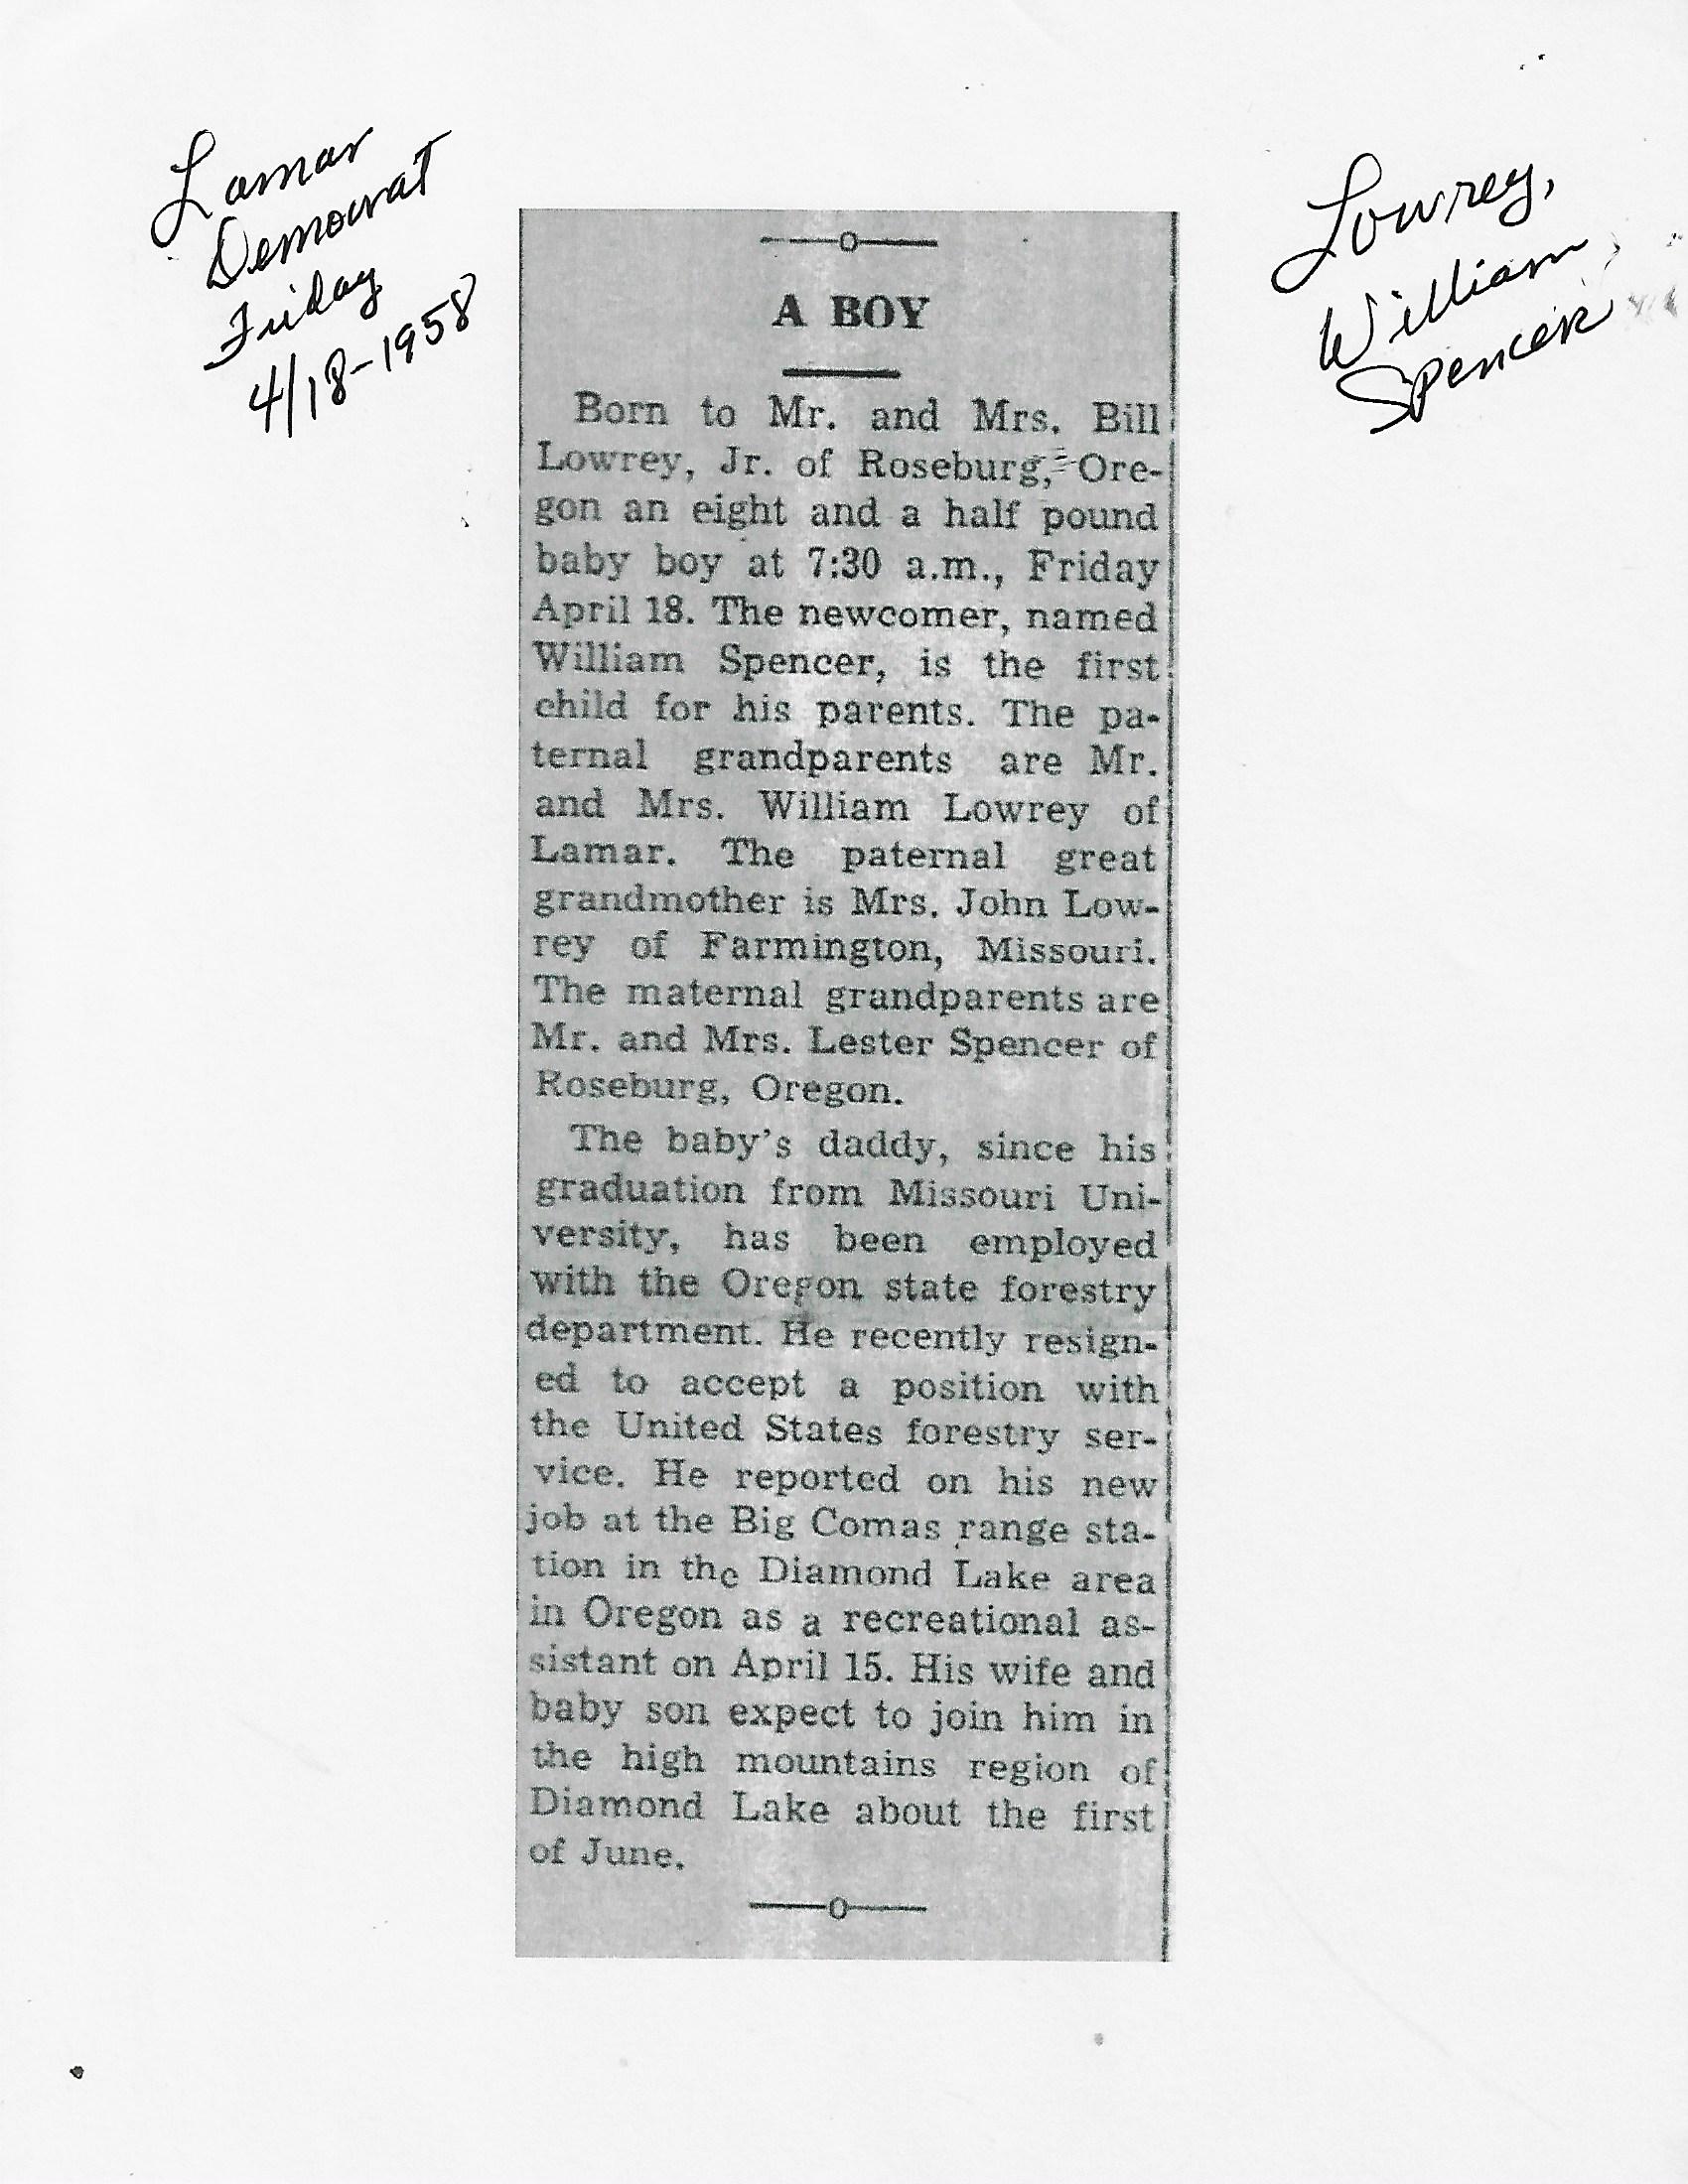 Lamar
Democrat
Friday
4/18-1958
Lowrey,
William
Spencer
—o—
A BOY
Born to Mr. and Mrs. Bill
Lowrey, Jr. of Roseburg, Ore-
gon an eight and a half pound
baby boy at 7:30 a.m., Friday
April 18. The newcomer, named
William Spencer, is the first
child for his parents. The pa-
ternal grandparents are Mr.
and Mrs. William Lowrey of
Lamar. The paternal great
grandmother is Mrs. John Low-
rey of Farmington, Missouri.
The maternal grandparents are
Mr. and Mrs. Lester Spencer of
Roseburg, Oregon.
The baby's daddy, since his
graduation from Missouri Uni-
versity, has been employed
with the Oregon state forestry
department. He recently resign-
ed to accept a position with
the United States forestry ser-
vice. He reported on his new
job at the Big Comas range sta-
tion in the Diamond Lake area
in Oregon as a recreational as-
sistant on April 15. His wife and
baby son expect to join him in
the high mountains region of
Diamond Lake about the first
of June.
—o—